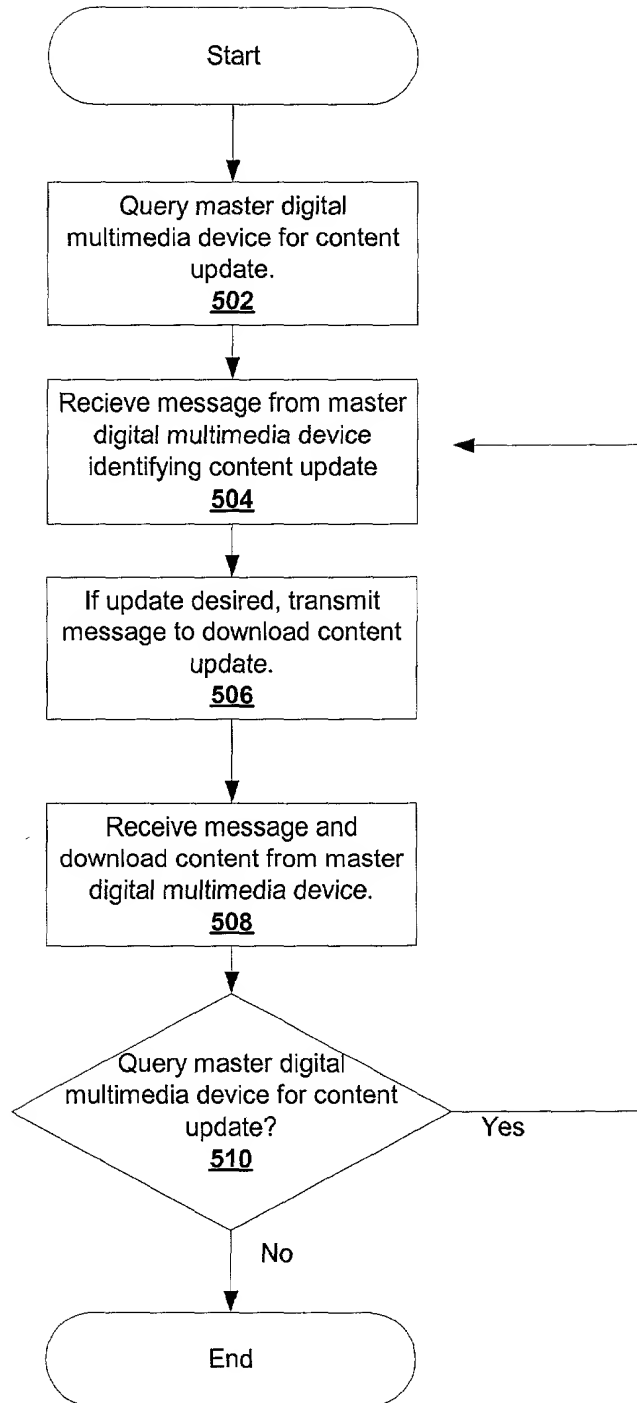 Start
Query master digital
multimedia device for content
update.
502
Recieve message from master
digital multimedia device
identifying content update
504
If update desired, transmit
message to download content
update.
506
Receive message and
download content from master
digital multimedia device.
508
Query master digital
multimedia device for content
update?
510
Yes
No
End